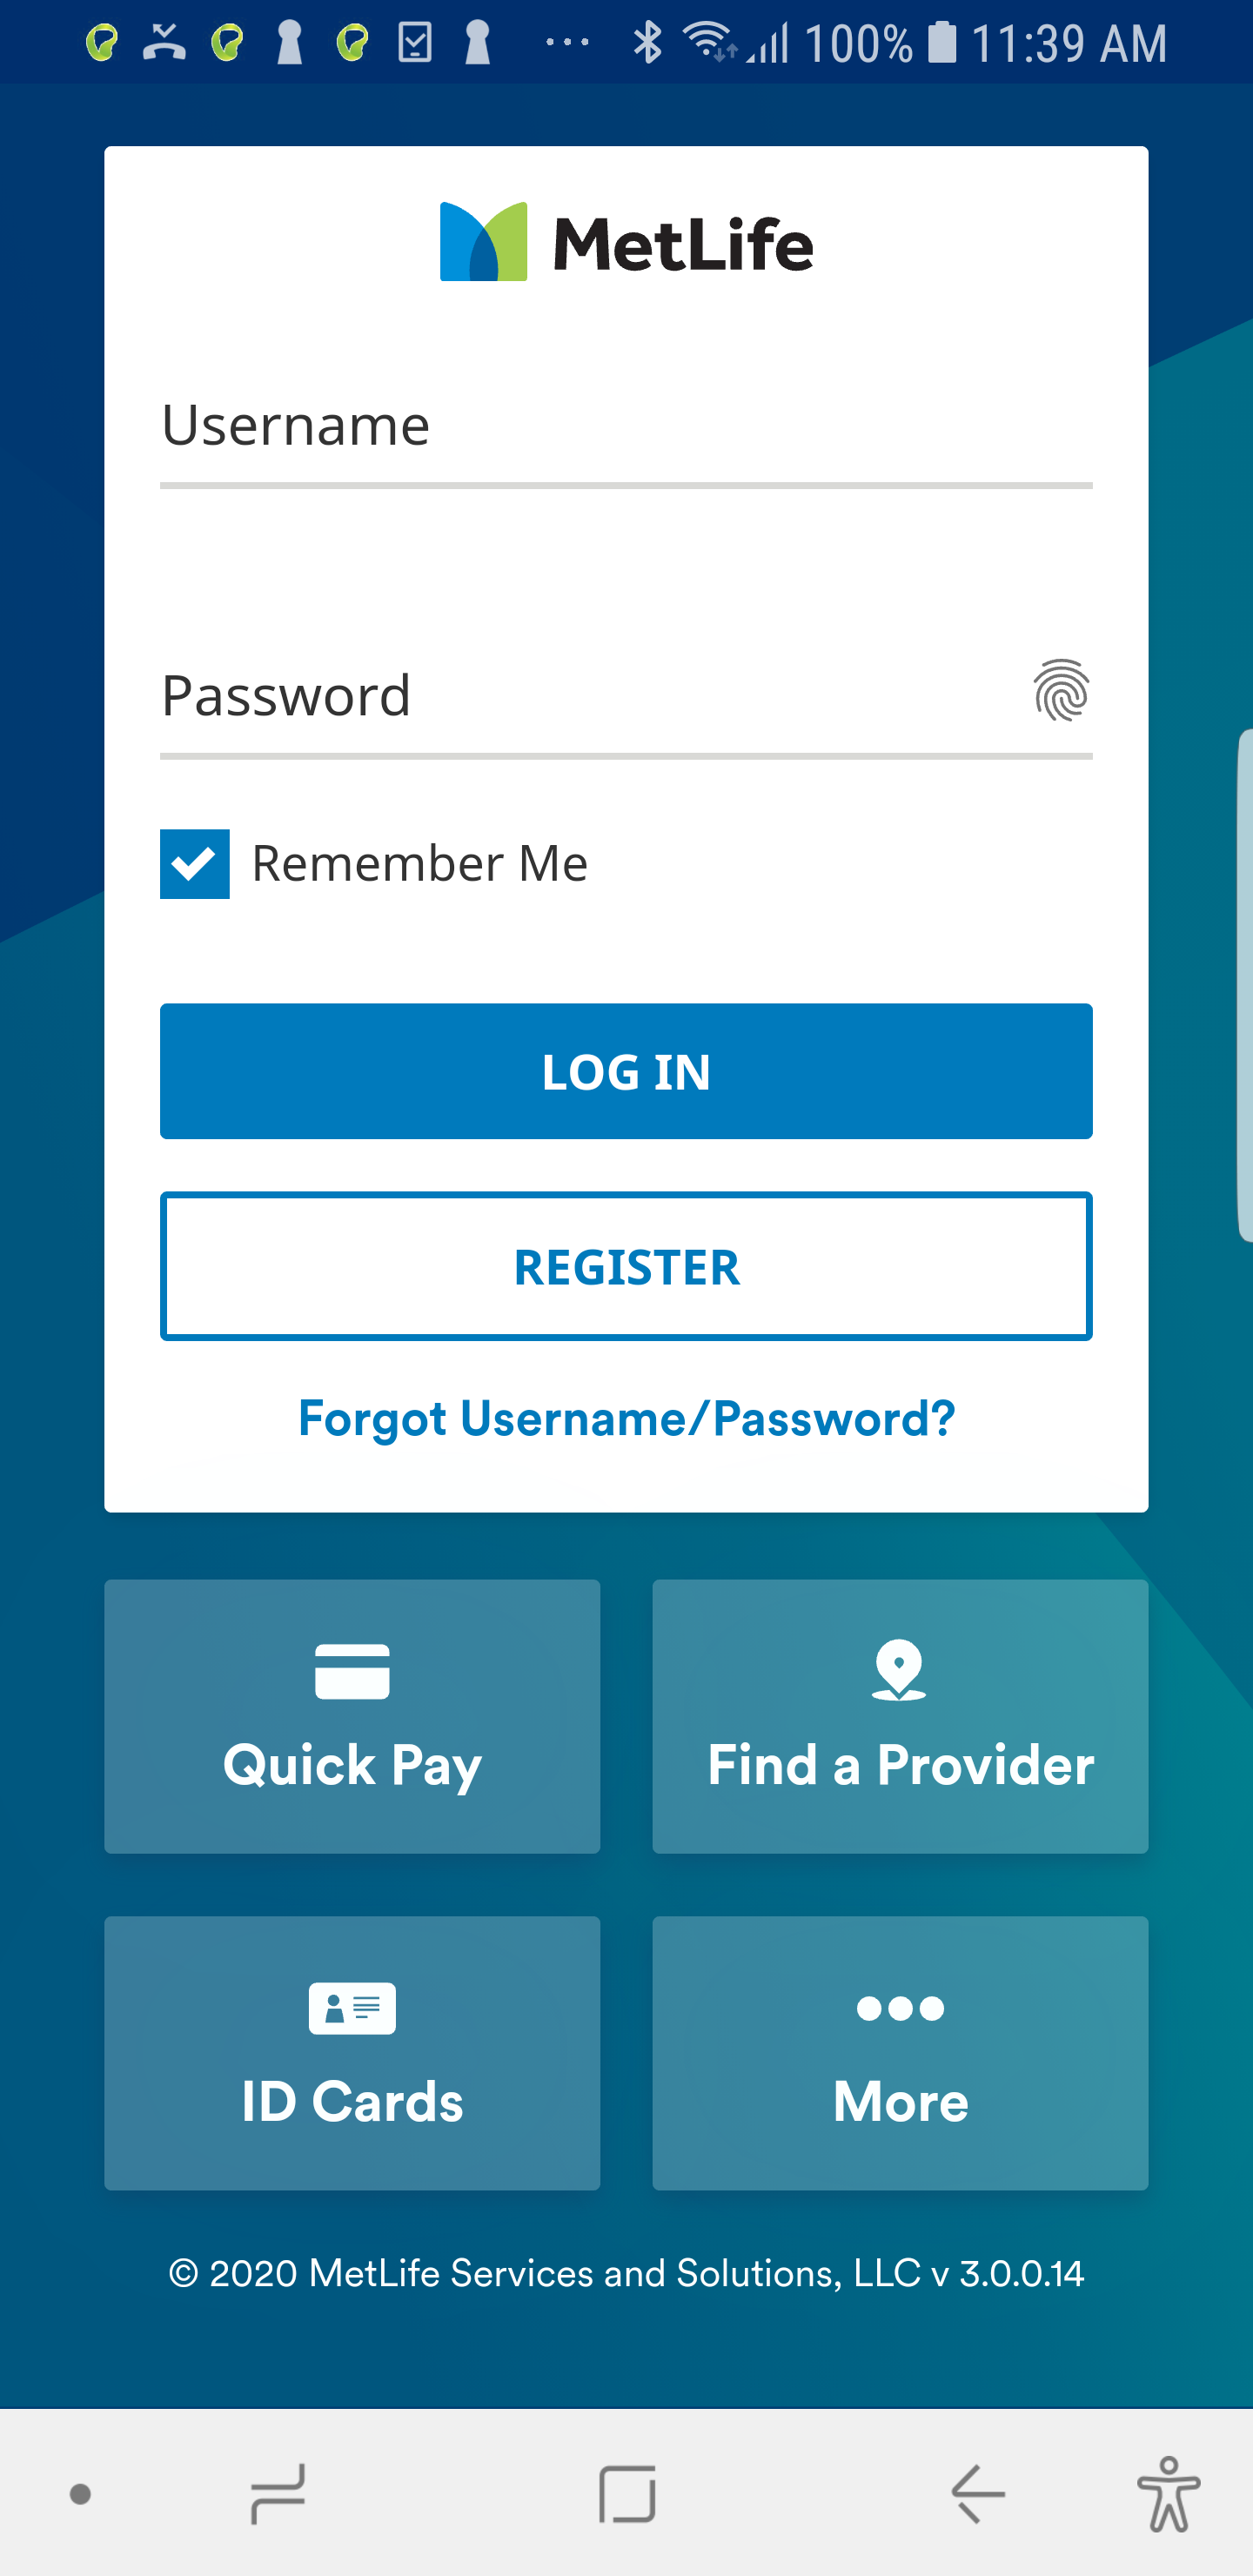 100% 11:39 AM
MetLife
Username
Password
Remember Me
LOG IN
REGISTER
Forgot Username/Password?
Quick Pay
Find a Provider
ID Cards
More
© 2020 MetLife Services and Solutions, LLC v 3.0.0.14